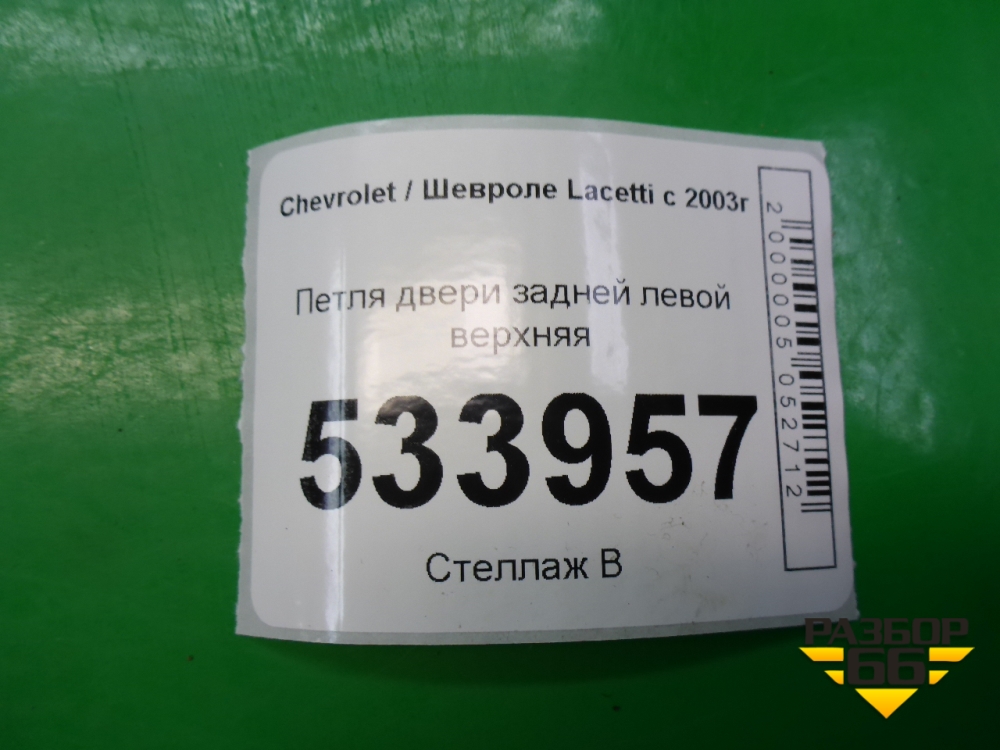 Chevrolet / Шевроле Lacetti с 2003г
Петля двери задней левой
верхняя
533957
Стеллаж В
2000005052712
РАЗБОР
66